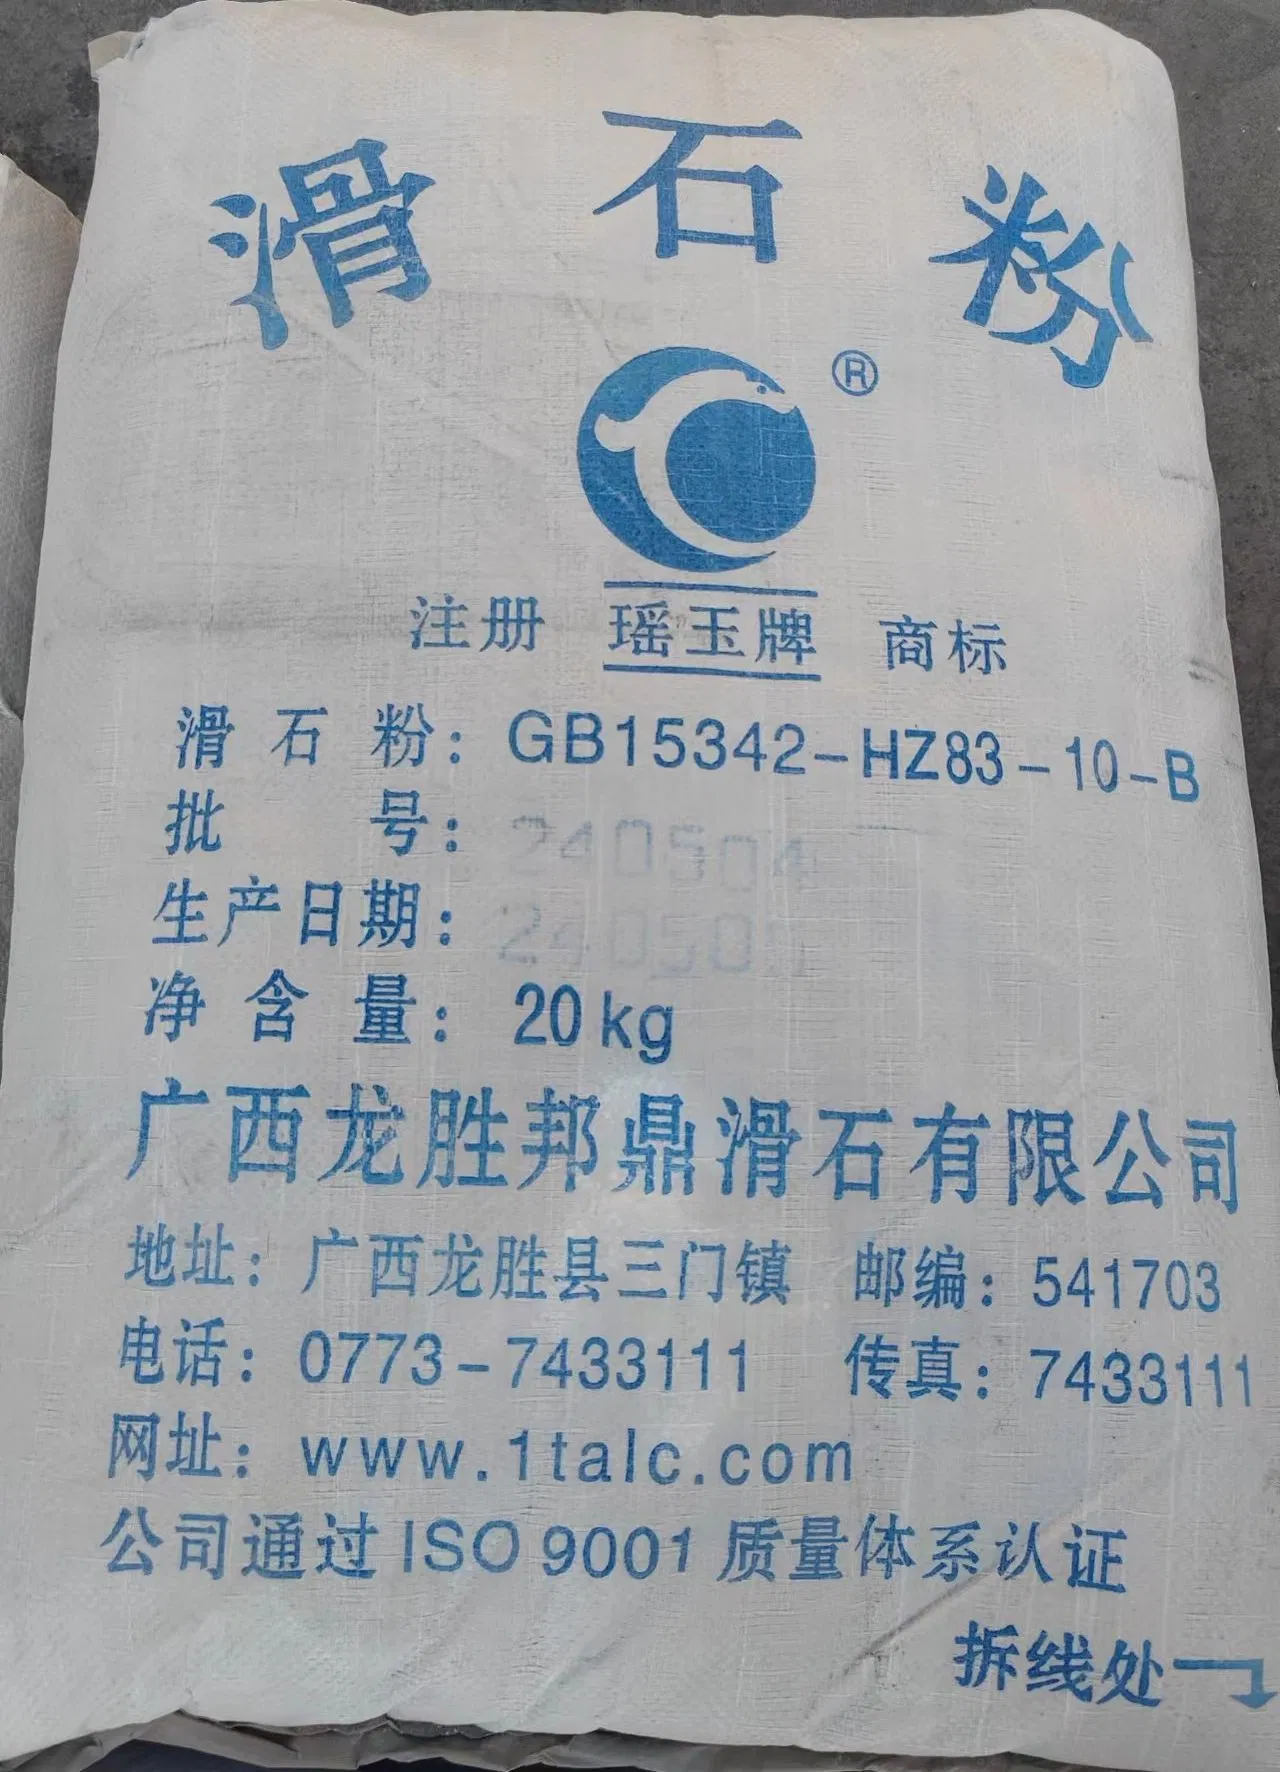 滑石粉
®
注册 瑶玉牌 商标
滑石粉：GB15342-HZ83-10-B
批号：240504
生产日期：24050
净含量：20kg
广西龙胜邦鼎滑石有限公司
地址：广西龙胜县三门镇 邮编：541703
电话：0773-7433111 传真：7433111
网址：www.1talc.com
公司通过ISO9001质量体系认证
拆线处